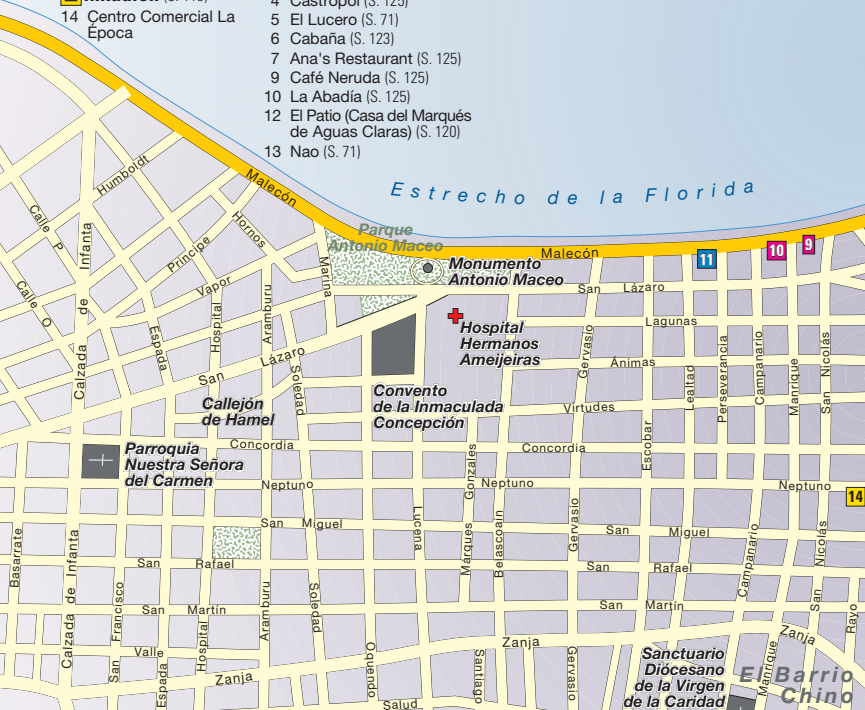 14 Centro Comercial La
Época
4 Castropol (S. 125)
5 El Lucero (S. 71)
6 Cabaña (S. 123)
7 Ana's Restaurant (S. 125)
9 Café Neruda (S. 125)
10 La Abadía (S. 125)
12 El Patio (Casa del Marqués
de Aguas Claras) (S. 120)
13 Nao (S. 71)
Estrecho de la Florida
Humboldt
Malecón
Calle P
Infanta
Hornos
Parque
Antonio Maceo
Malecón
11
10
9
Príncipe
Monumento
Antonio Maceo
Marina
Vapor
San Lázaro
Calle O
de
Hospital
Aramburu
Lagunas
Hospital
Hermanos
Ameijeiras
Espada
Calzada
San Lázaro
Soledad
Gervasio
Ánimas
Lealtad
Perseverancia
Campanario
Manrique
San Nicolás
Convento
de la Inmaculada
Concepción
Callejón
de Hamel
Virtudes
Parroquia
Nuestra Señora
del Carmen
Concordia
Concordia
Escobar
Neptuno
Gonzales
Neptuno
Neptuno
14
San Miguel
San Miguel
Lucena
Marques
Belascoain
Gervasio
Campanario
Nicolás
Basarrate
Calzada de Infanta
San Rafael
San Rafael
San Francisco
San Martín
San Martín
Hospital
Aramburu
Soledad
San
Rayo
Valle
Zanja
Zanja
Espada
Zanja
Oquendo
Santiago
Gervasio
Manrique
Salud
Sanctuario
Diócesano
de la Virgen
de la Caridad
El Barrio
Chino